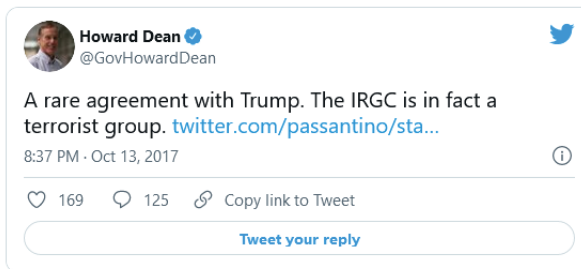 Howard Dean
@GovHowardDean
A rare agreement with Trump. The IRGC is in fact a
terrorist group. twitter.com/passantino/sta...
8:37 PM · Oct 13, 2017
169 125 Copy link to Tweet
Tweet your reply